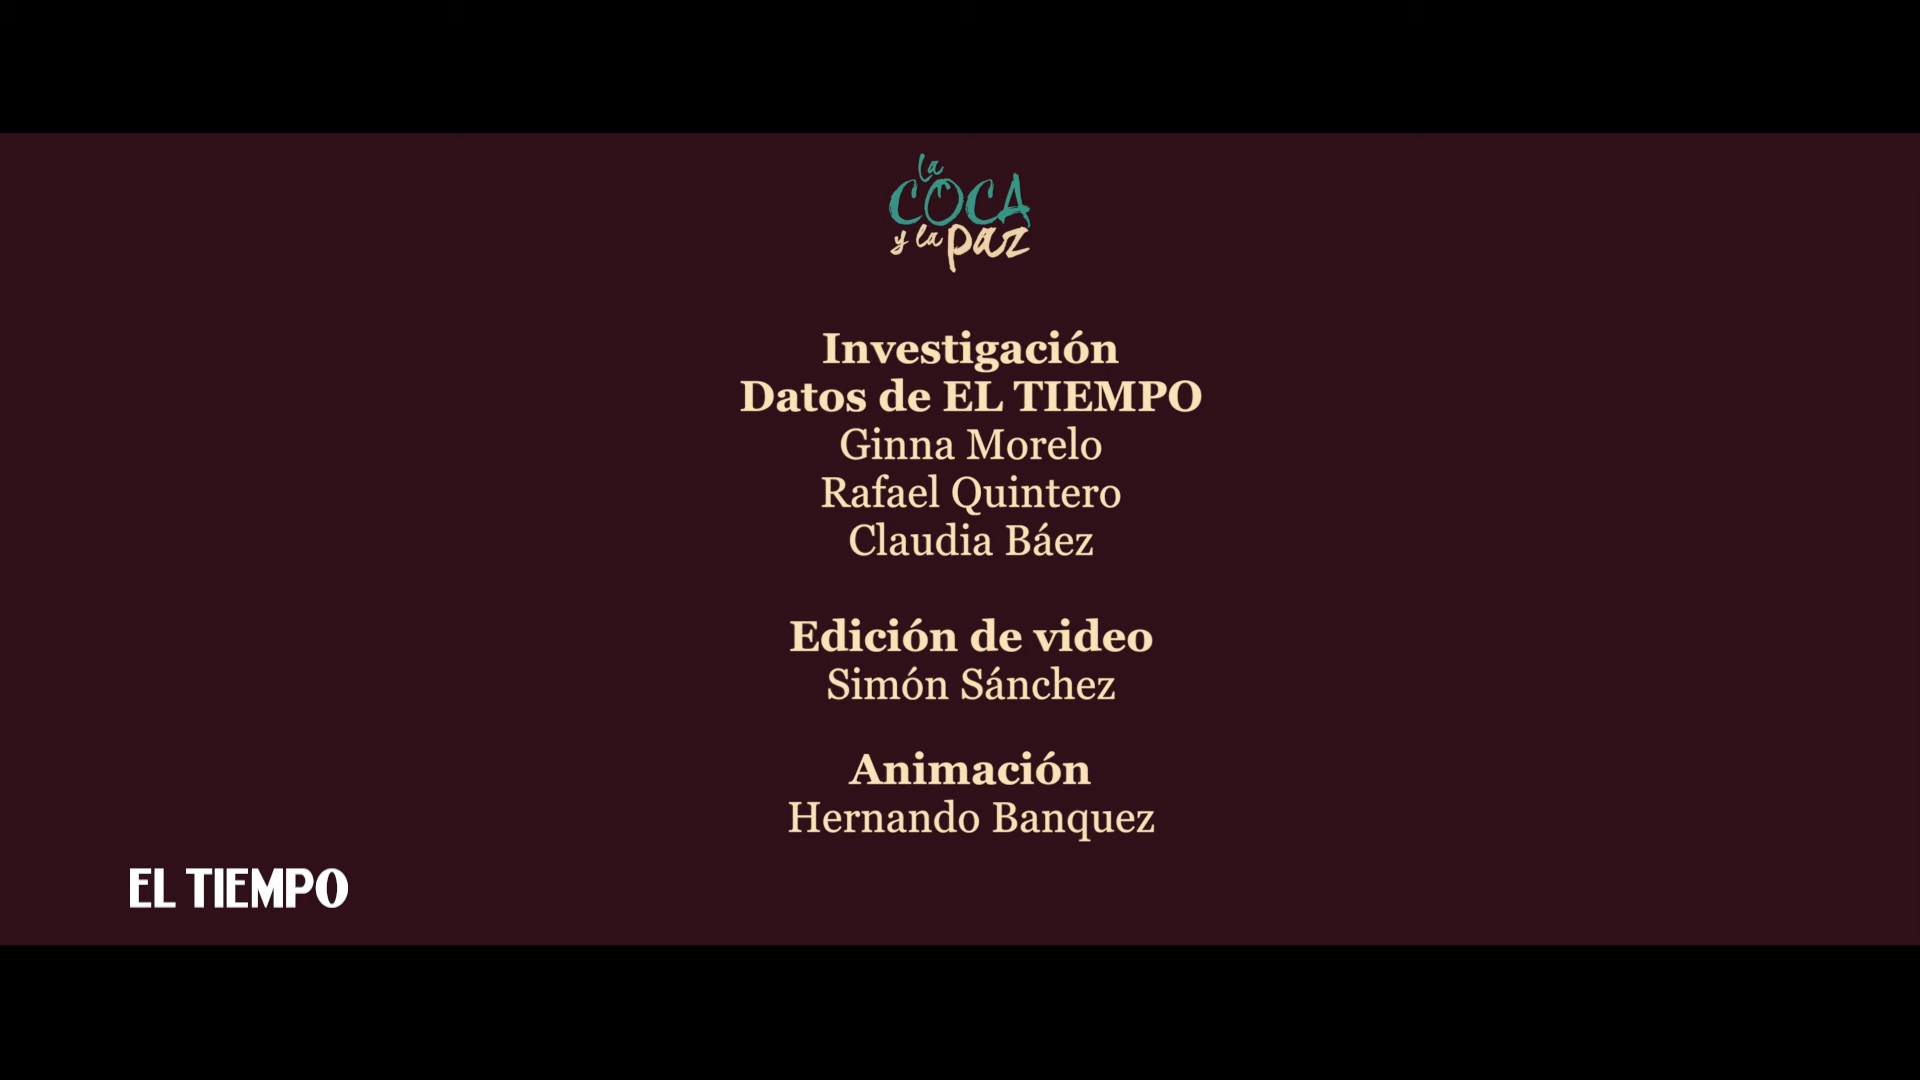 la
COCA
y la paz
Investigación
Datos de EL TIEMPO
Ginna Morelo
Rafael Quintero
Claudia Báez
Edición de video
Simón Sánchez
Animación
Hernando Banquez
EL TIEMPO